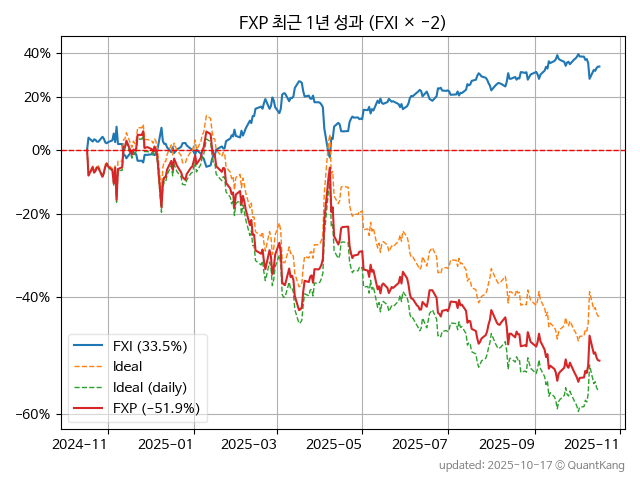 FXP 최근 1년 성과 (FXI × −2)
40%
20%
0%
−20%
−40%
−60%
FXI (33.5%)
Ideal
Ideal (daily)
FXP (−51.9%)
2024−11
2025−01
2025−03
2025−05
2025−07
2025−09
2025−11
updated: 2025-10-17 © QuantKang